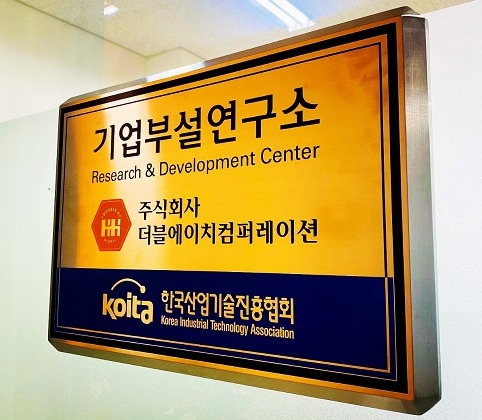 기업부설연구소
Research & Development Center
HH
주식회사
더블에이치컴퍼레이션
koita
한국산업기술진흥협회
Korea Industrial Technology Association